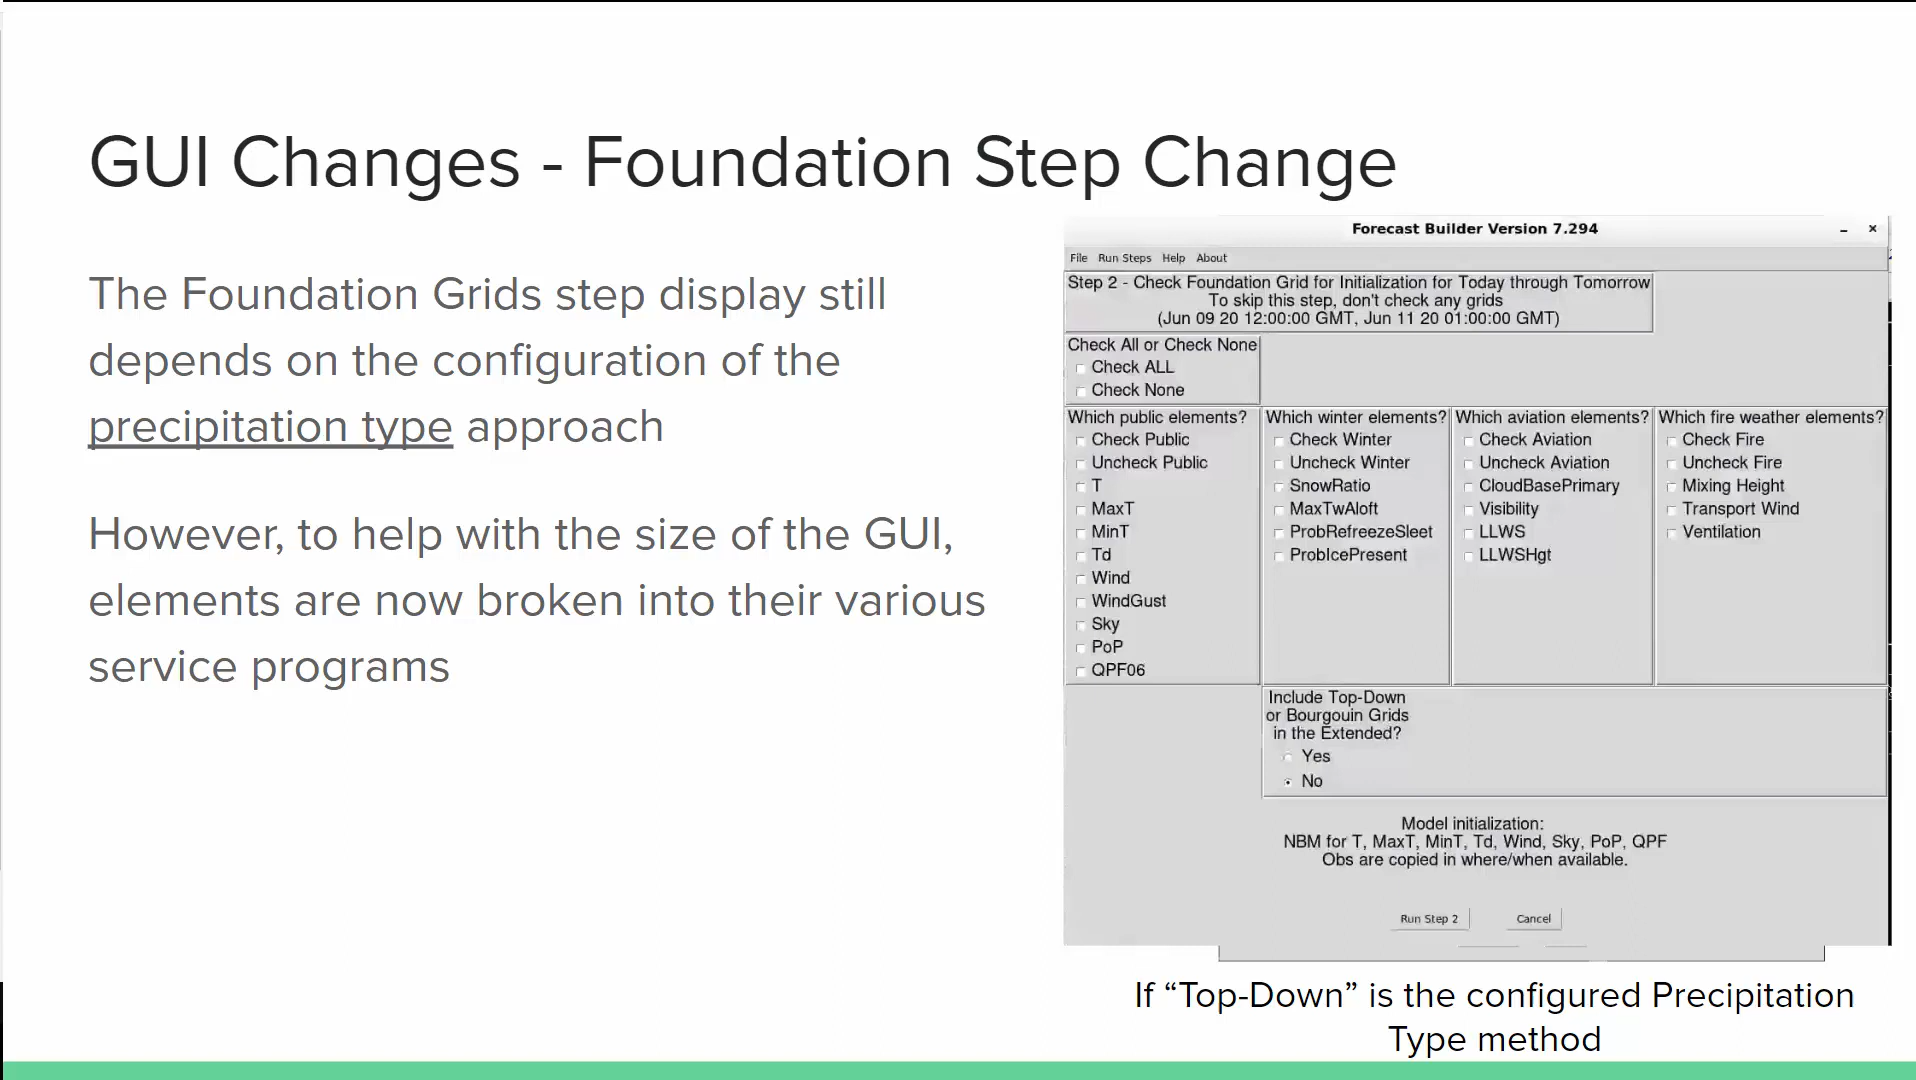 GUI Changes - Foundation Step Change
The Foundation Grids step display still
depends on the configuration of the
precipitation type approach
However, to help with the size of the GUI,
elements are now broken into their various
service programs
Forecast Builder Version 7.294
File Run Steps Help About
Step 2 - Check Foundation Grid for Initialization for Today through Tomorrow
To skip this step, don't check any grids
(Jun 09 20 12:00:00 GMT, Jun 11 20 01:00:00 GMT)
Check All or Check None
Check ALL
Check None
Which public elements?
Check Public
Uncheck Public
T
MaxT
MinT
Td
Wind
WindGust
Sky
PoP
QPF06
Which winter elements?
Check Winter
Uncheck Winter
SnowRatio
MaxTwAloft
ProbRefreezeSleet
ProbIcePresent
Which aviation elements?
Check Aviation
Uncheck Aviation
CloudBasePrimary
Visibility
LLWS
LLWSHgt
Which fire weather elements?
Check Fire
Uncheck Fire
Mixing Height
Transport Wind
Ventilation
Include Top-Down
or Bourgouin Grids
in the Extended?
Yes
No
Model initialization:
NBM for T, MaxT, MinT, Td, Wind, Sky, PoP, QPF
Obs are copied in where/when available.
Run Step 2
Cancel
If “Top-Down” is the configured Precipitation
Type method